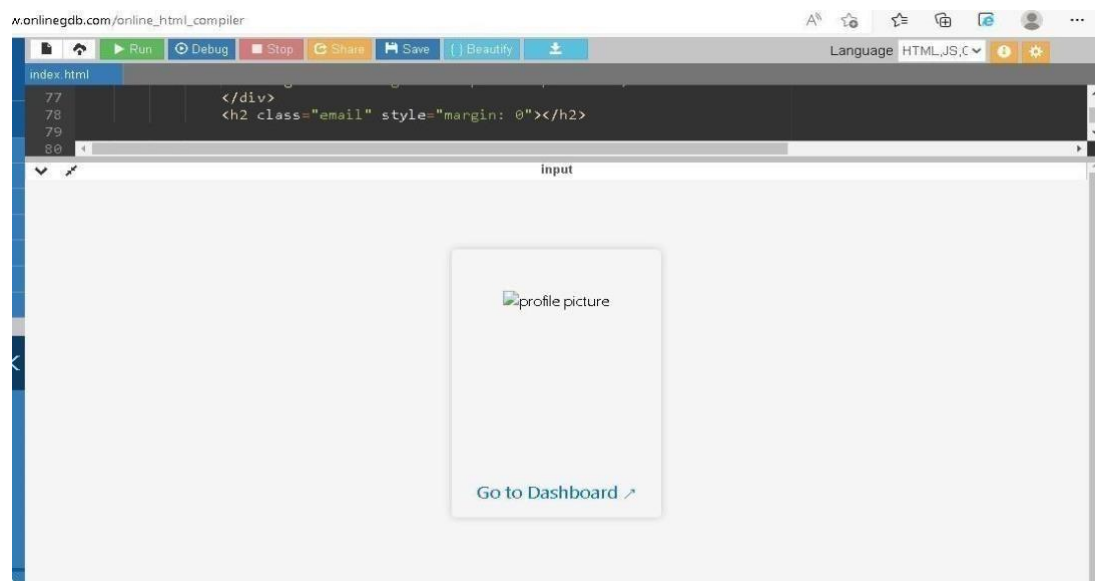 w.onlinegdb.com/online_html_compiler
Run Debug Stop Share Save { } Beautify Language HTML,JS,C
index.html
77 </div>
78 <h2 class="email" style="margin: 0"></h2>
79
80
input
profile picture
Go to Dashboard ↗